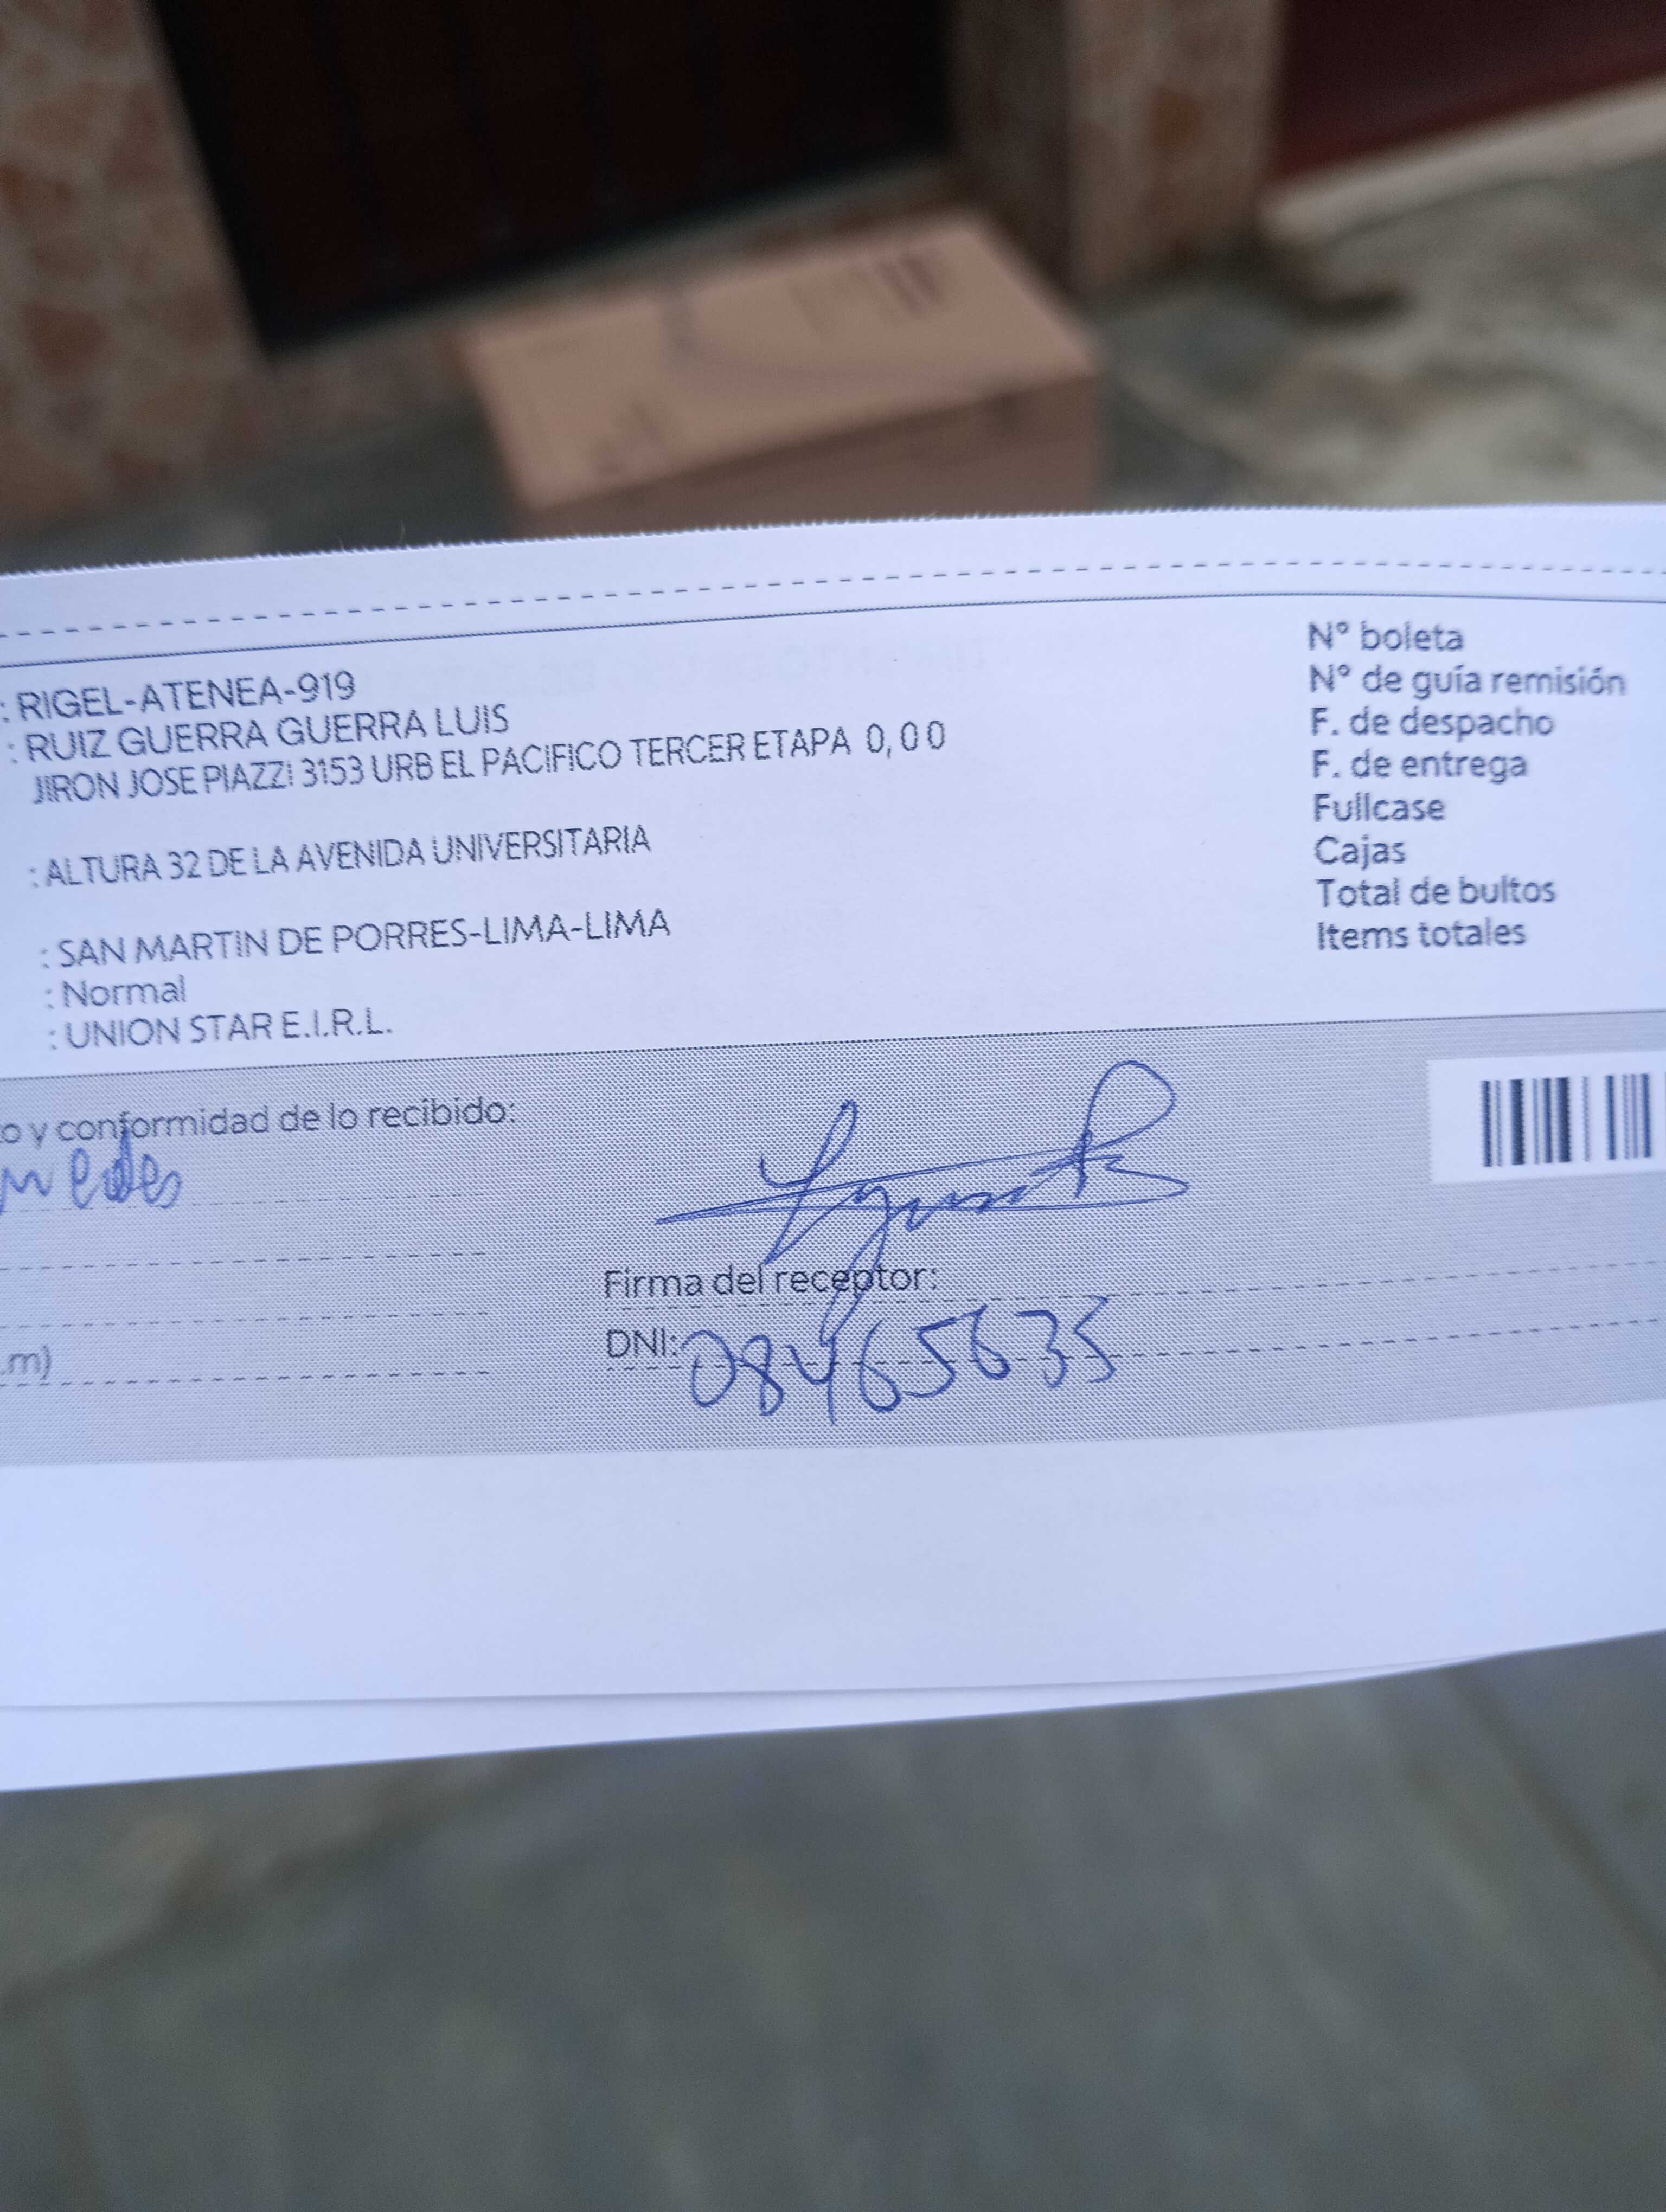 : RIGEL-ATENEA-919
: RUIZ GUERRA GUERRA LUIS
JIRON JOSE PIAZZI 3153 URB EL PACIFICO TERCER ETAPA 0, 0 0
: ALTURA 32 DE LA AVENIDA UNIVERSITARIA
: SAN MARTIN DE PORRES-LIMA-LIMA
: Normal
: UNION STAR E.I.R.L.
N° boleta
N° de guía remisión
F. de despacho
F. de entrega
Fullcase
Cajas
Total de bultos
Items totales
y conformidad de lo recibido:
Firma del receptor:
DNI: 08465635
.m)